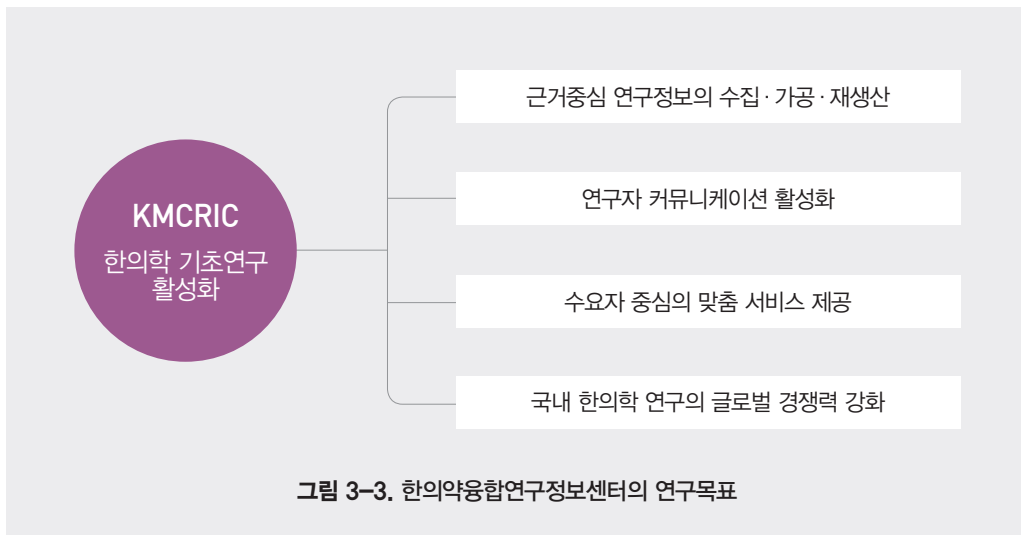 KMCRIC
한의학 기초연구
활성화
근거중심 연구정보의 수집·가공·재생산
연구자 커뮤니케이션 활성화
수요자 중심의 맞춤 서비스 제공
국내 한의학 연구의 글로벌 경쟁력 강화
그림 3-3. 한의약융합연구정보센터의 연구목표